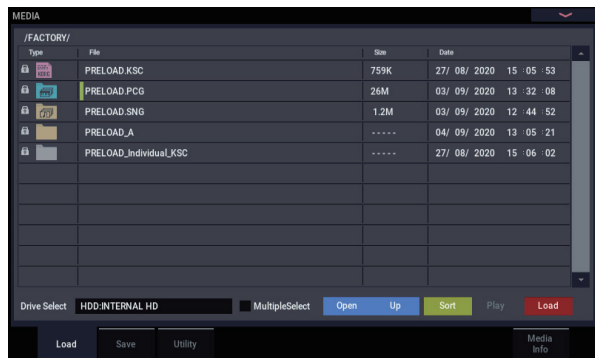 MEDIA
/FACTORY/
Type File Size Date
PRELOAD.KSC 759K 27/ 08/ 2020 15 :05 :53
PRELOAD.PCG 26M 03/ 09/ 2020 13 :32 :08
PRELOAD.SNG 1.2M 03/ 09/ 2020 12 :44 :52
PRELOAD_A ----- 04/ 09/ 2020 13 :05 :21
PRELOAD_Individual_KSC ----- 27/ 08/ 2020 15 :06 :02
Drive Select HDD:INTERNAL HD MultipleSelect Open Up Sort Play Load
Load Save Utility Media
Info